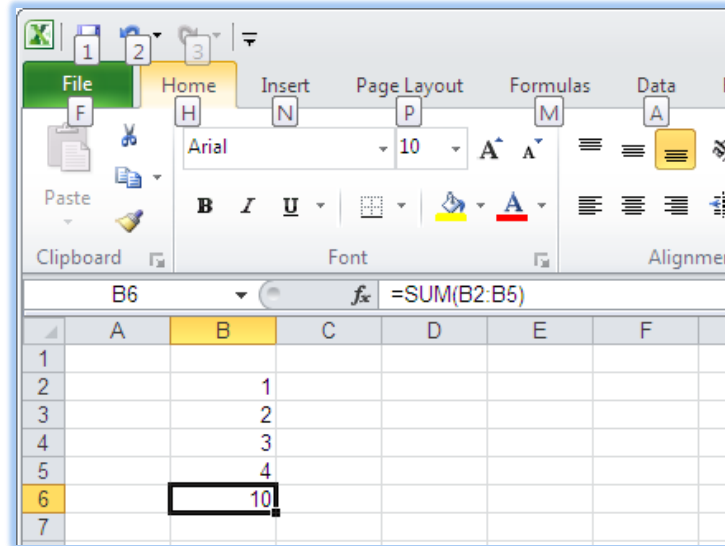 1 2 3
File Home Insert Page Layout Formulas Data
F H N P M A
Arial 10 A A
Paste
B I U A
Clipboard Font Alignme
B6 fx =SUM(B2:B5)
A B C D E F
1
2 1
3 2
4 3
5 4
6 10
7